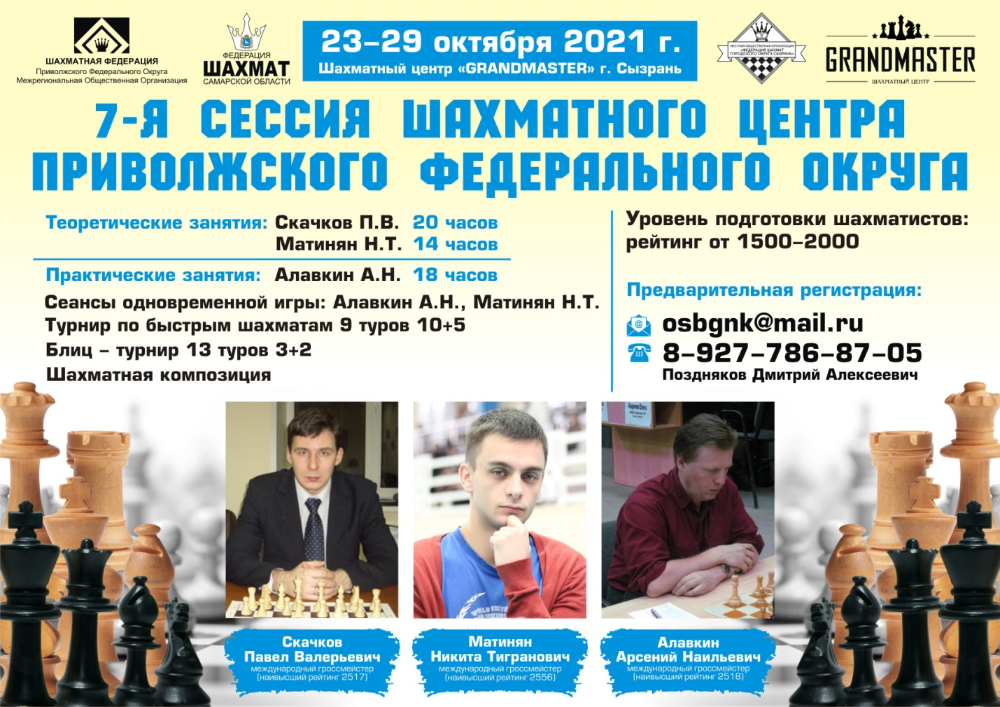 ШАХМАТНАЯ ФЕДЕРАЦИЯ
Приволжского Федерального Округа
Межрегиональная Общественная Организация
ФЕДЕРАЦИЯ
ШАХМАТ
САМАРСКОЙ ОБЛАСТИ
23–29 октября 2021 г.
Шахматный центр «GRANDMASTER» г. Сызрань
МЕСТНАЯ ОБЩЕСТВЕННАЯ ОРГАНИЗАЦИЯ
«ФЕДЕРАЦИЯ ШАХМАТ
ГОРОДСКОГО ОКРУГА СЫЗРАНЬ»
GRANDMASTER
ШАХМАТНЫЙ ЦЕНТР
7-Я СЕССИЯ ШАХМАТНОГО ЦЕНТРА
ПРИВОЛЖСКОГО ФЕДЕРАЛЬНОГО ОКРУГА
Теоретические занятия: Скачков П.В. 20 часов
Матинян Н.Т. 14 часов
Практические занятия: Алавкин А.Н. 18 часов
Сеансы одновременной игры: Алавкин А.Н., Матинян Н.Т.
Турнир по быстрым шахматам 9 туров 10+5
Блиц – турнир 13 туров 3+2
Шахматная композиция
Уровень подготовки шахматистов:
рейтинг от 1500–2000
Предварительная регистрация:
osbgnk@mail.ru
8–927–786–87–05
Поздняков Дмитрий Алексеевич
Андреева Елена
Скачков
Павел Валерьевич
международный гроссмейстер
(наивысший рейтинг 2517)
Матинян
Никита Тигранович
международный гроссмейстер
(наивысший рейтинг 2556)
Алавкин
Арсений Наильевич
международный гроссмейстер
(наивысший рейтинг 2518)